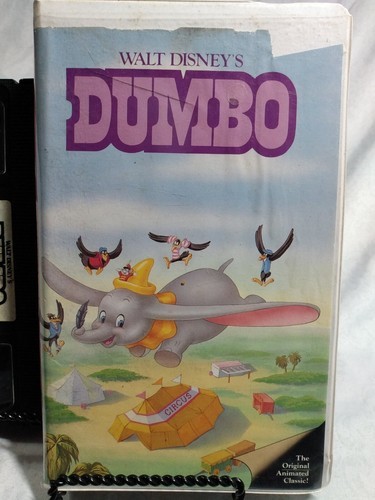 WALT DISNEY'S
DUMBO
CIRCUS
The
Original
Animated
Classic!